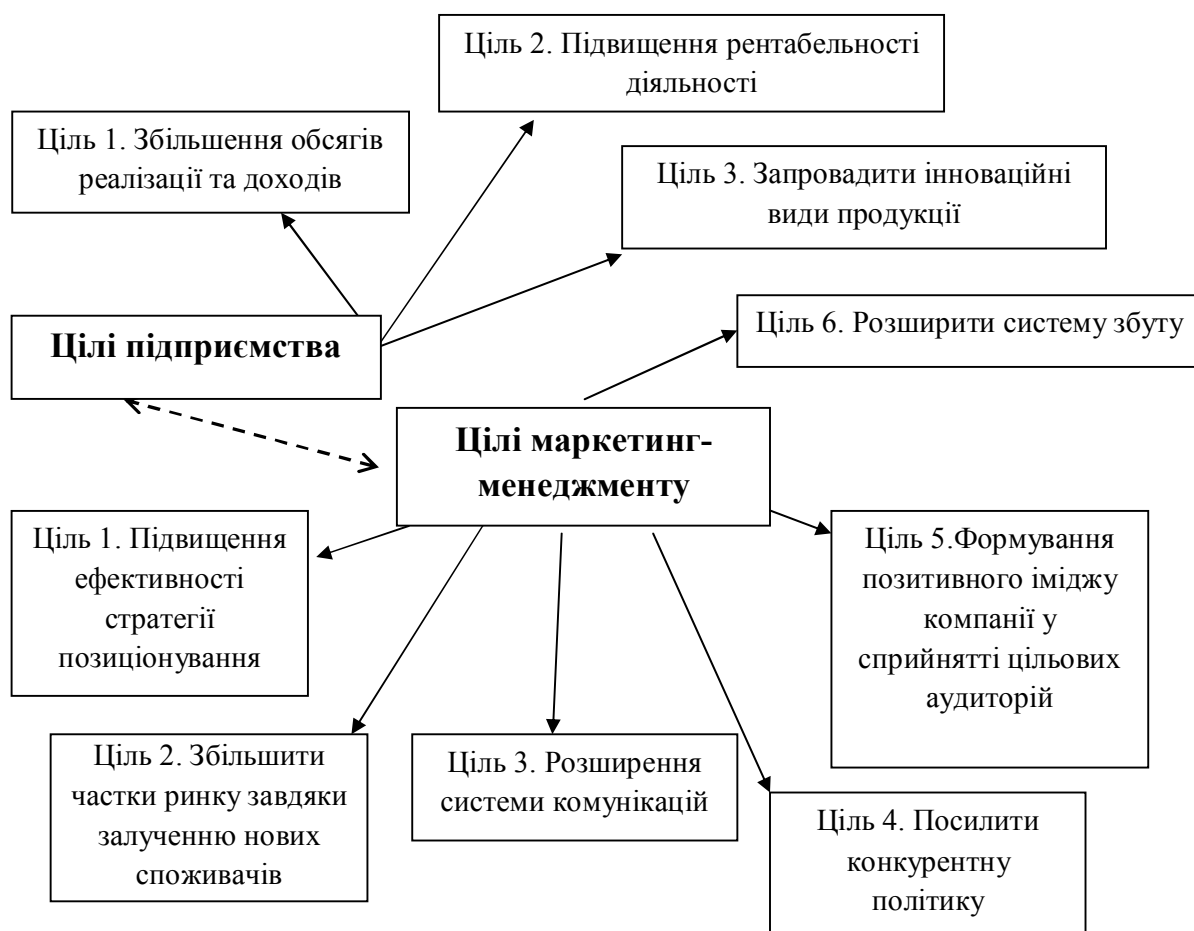 Ціль 2. Підвищення рентабельності
діяльності
Ціль 1. Збільшення обсягів
реалізації та доходів
Ціль 3. Запровадити інноваційні
види продукції
Цілі підприємства
Ціль 6. Розширити систему збуту
Цілі маркетинг-
менеджменту
Ціль 1. Підвищення
ефективності
стратегії
позиціонування
Ціль 5.Формування
позитивного іміджу
компанії у
сприйнятті цільових
аудиторій
Ціль 2. Збільшити
частки ринку завдяки
залученню нових
споживачів
Ціль 3. Розширення
системи комунікацій
Ціль 4. Посилити
конкурентну
політику